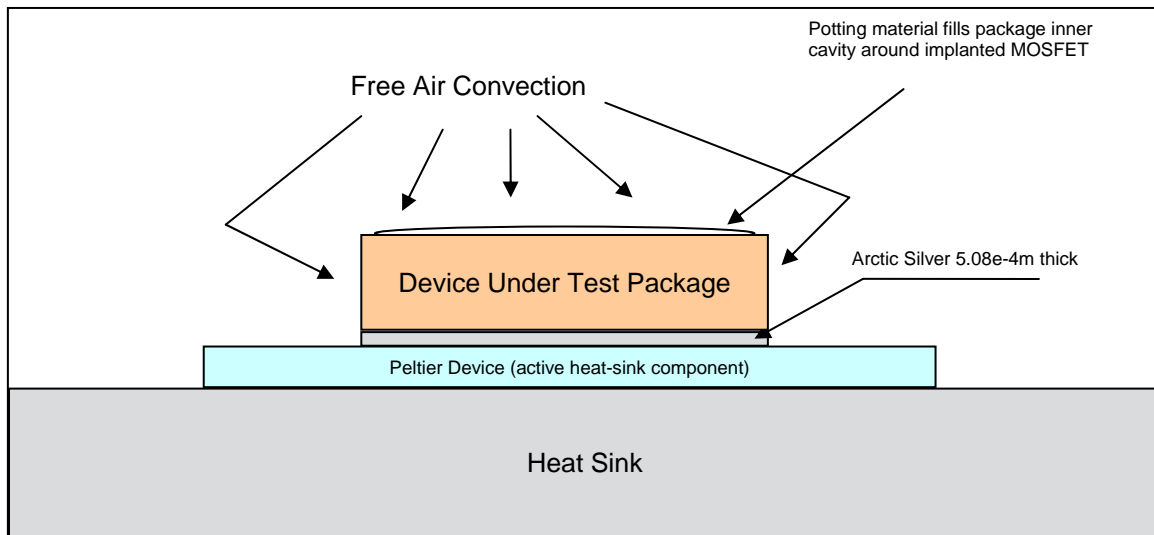 Potting material fills package inner
cavity around implanted MOSFET
Free Air Convection
Arctic Silver 5.08e-4m thick
Device Under Test Package
Peltier Device (active heat-sink component)
Heat Sink